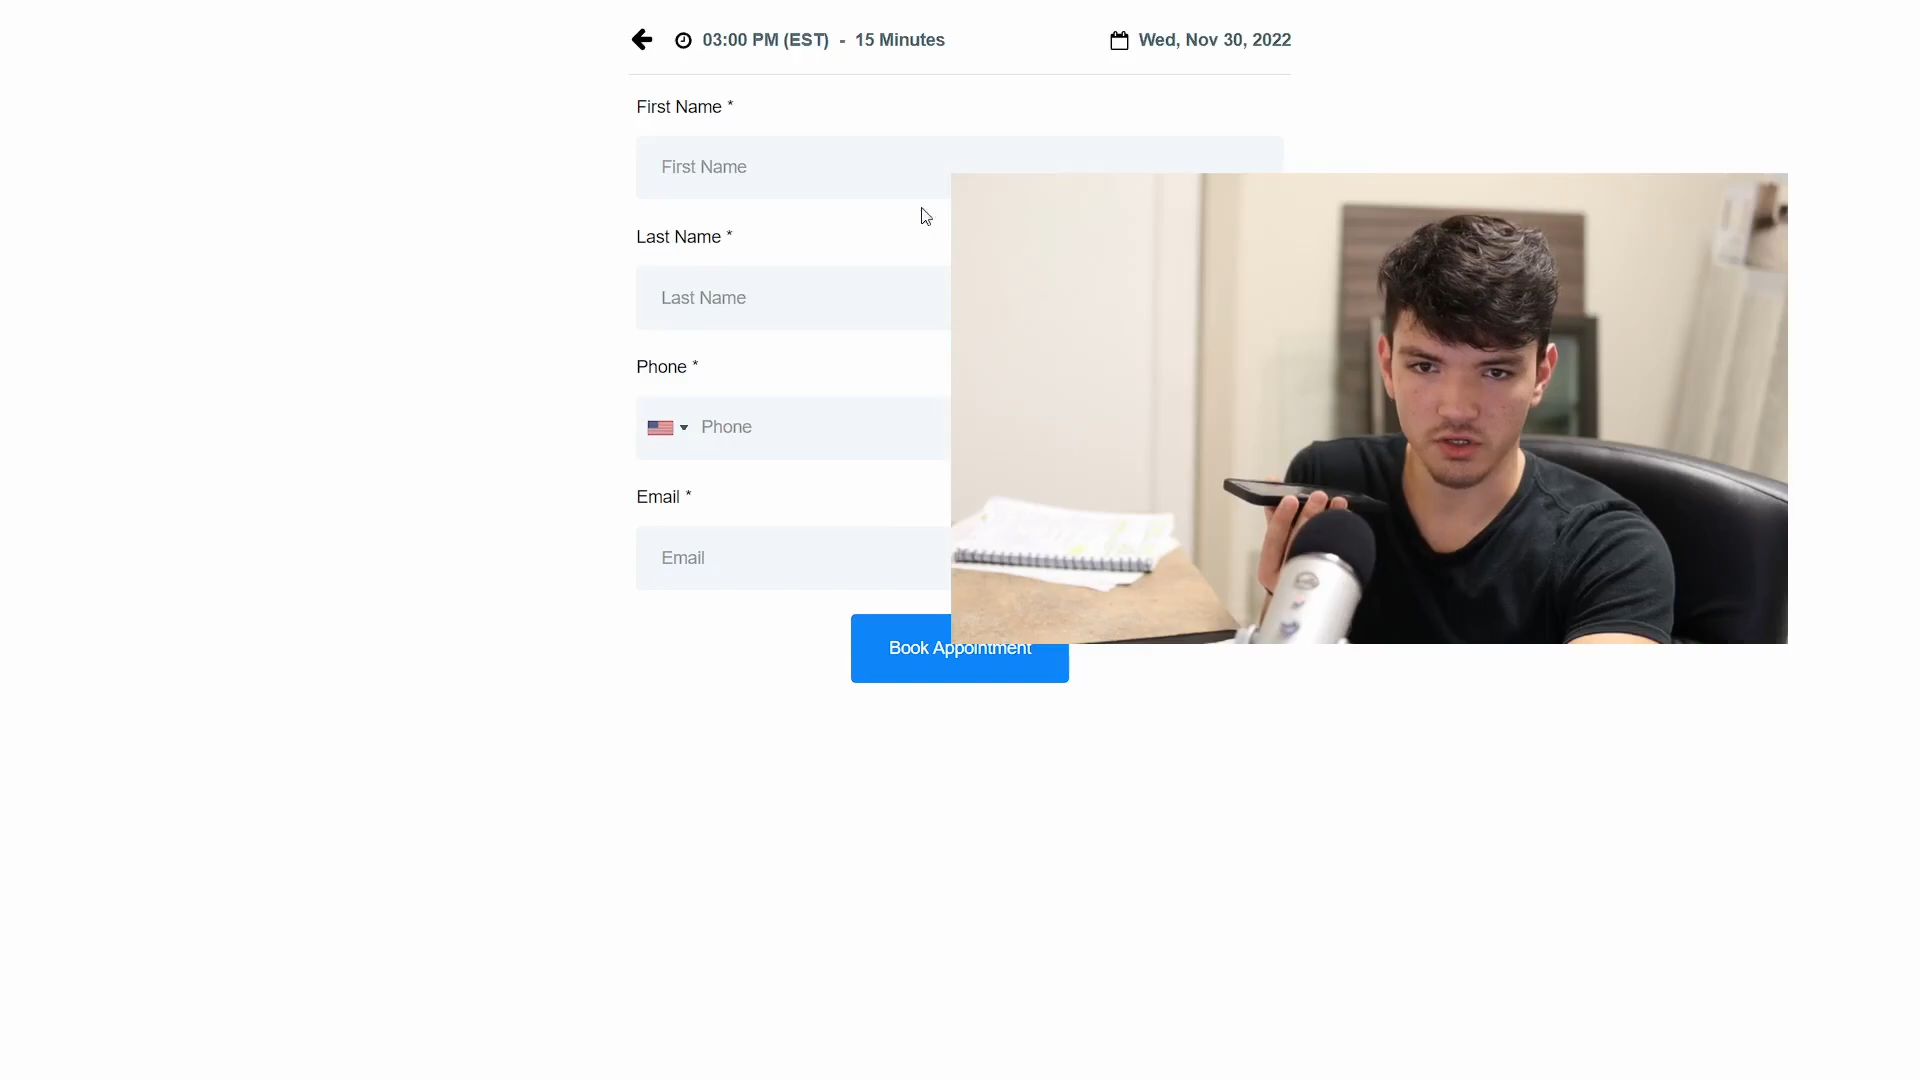 03:00 PM (EST) - 15 Minutes
Wed, Nov 30, 2022
First Name *
First Name
Last Name *
Last Name
Phone *
Phone
Email *
Email
Book Appointment